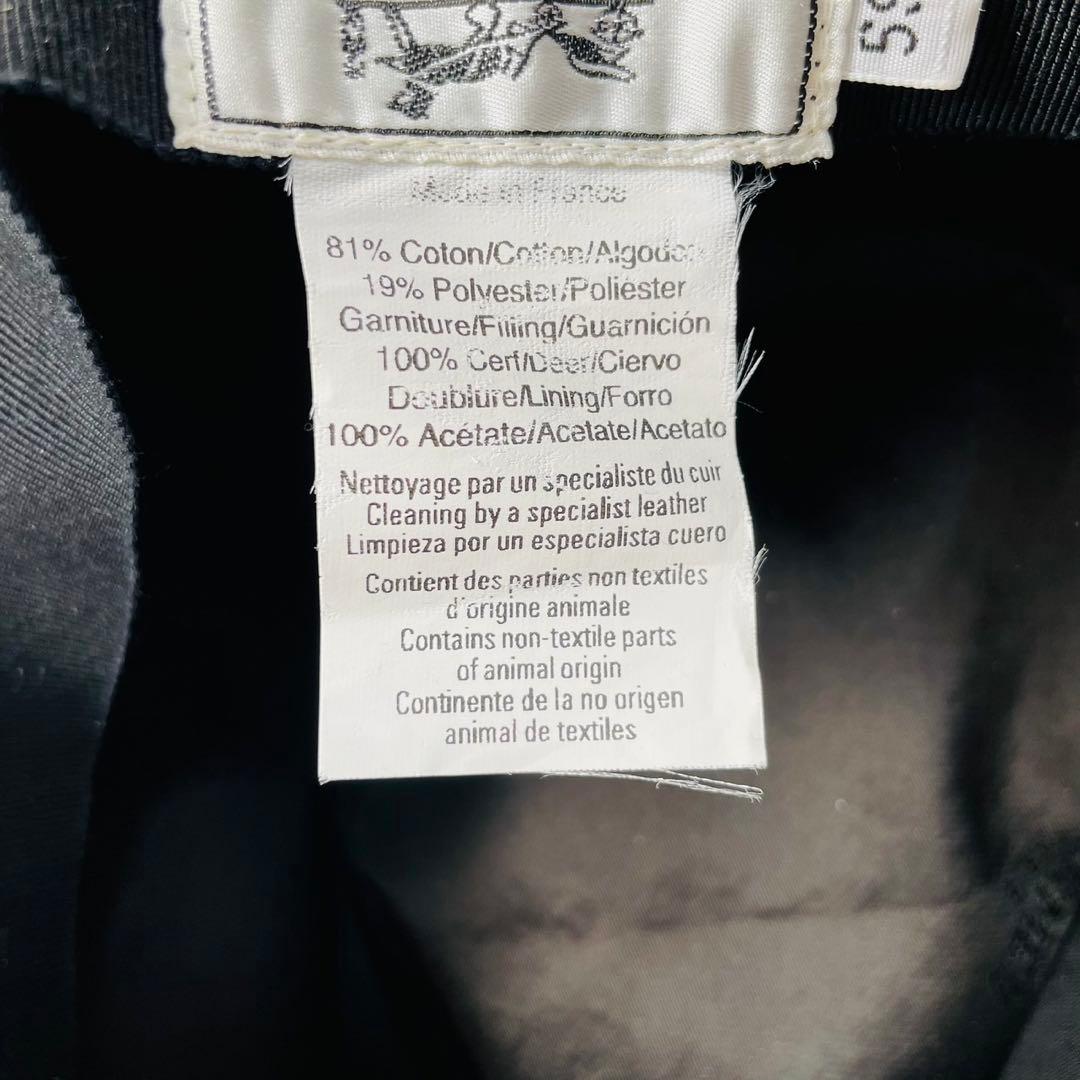 59
Made in France
81% Coton/Cotton/Algodon
19% Polyester/Poliéster
Garniture/Filling/Guarnición
100% Cerf/Deer/Ciervo
Doublure/Lining/Forro
100% Acétate/Acetate/Acetato
Nettoyage par un specialiste du cuir
Cleaning by a specialist leather
Limpieza por un especialista cuero
Contient des parties non textiles
d'origine animale
Contains non-textile parts
of animal origin
Continente de la no origen
animal de textiles